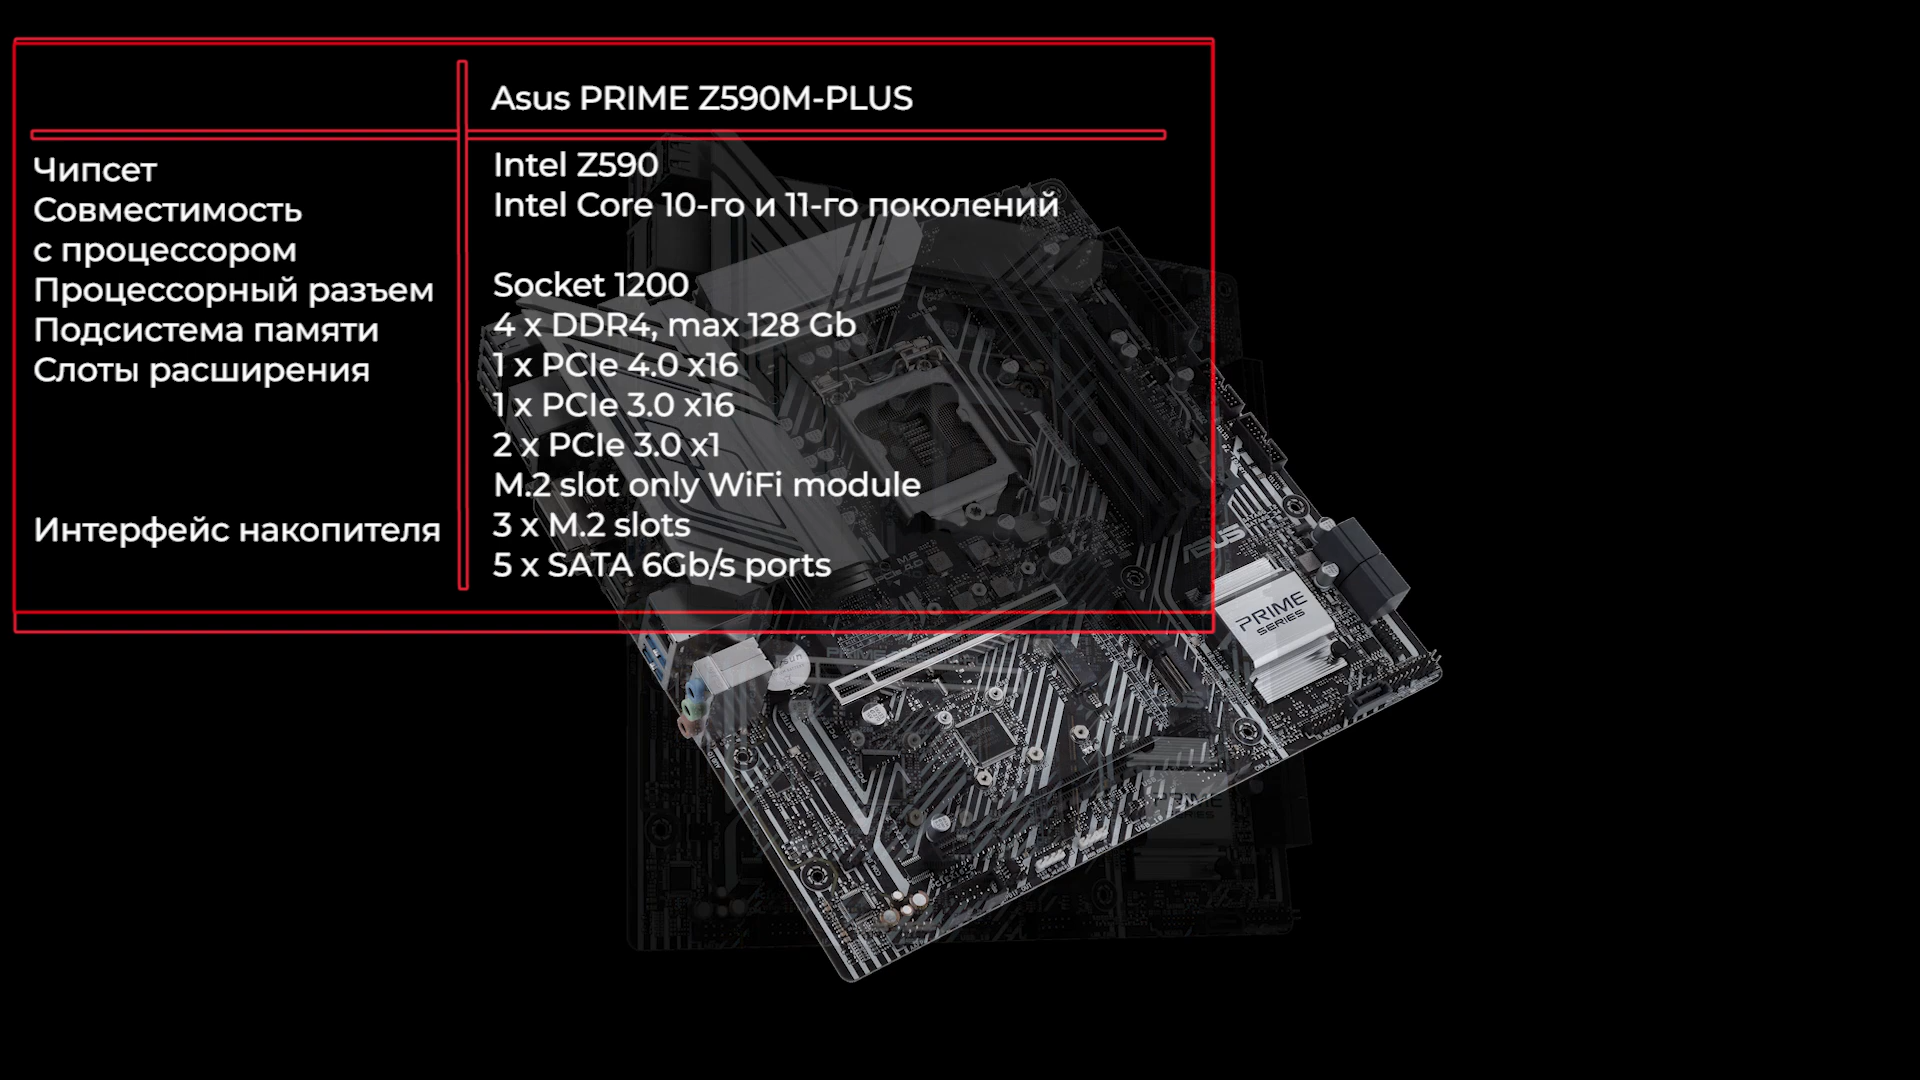 Asus PRIME Z590M-PLUS
Чипсет
Intel Z590
Совместимость
с процессором
Intel Core 10-го и 11-го поколений
Процессорный разъем
Socket 1200
Подсистема памяти
4 x DDR4, max 128 Gb
Слоты расширения
1 x PCIe 4.0 x16
1 x PCIe 3.0 x16
2 x PCIe 3.0 x1
M.2 slot only WiFi module
Интерфейс накопителя
3 x M.2 slots
5 x SATA 6Gb/s ports
ASUS
PRIME
SERIES
PRIME
SERIES